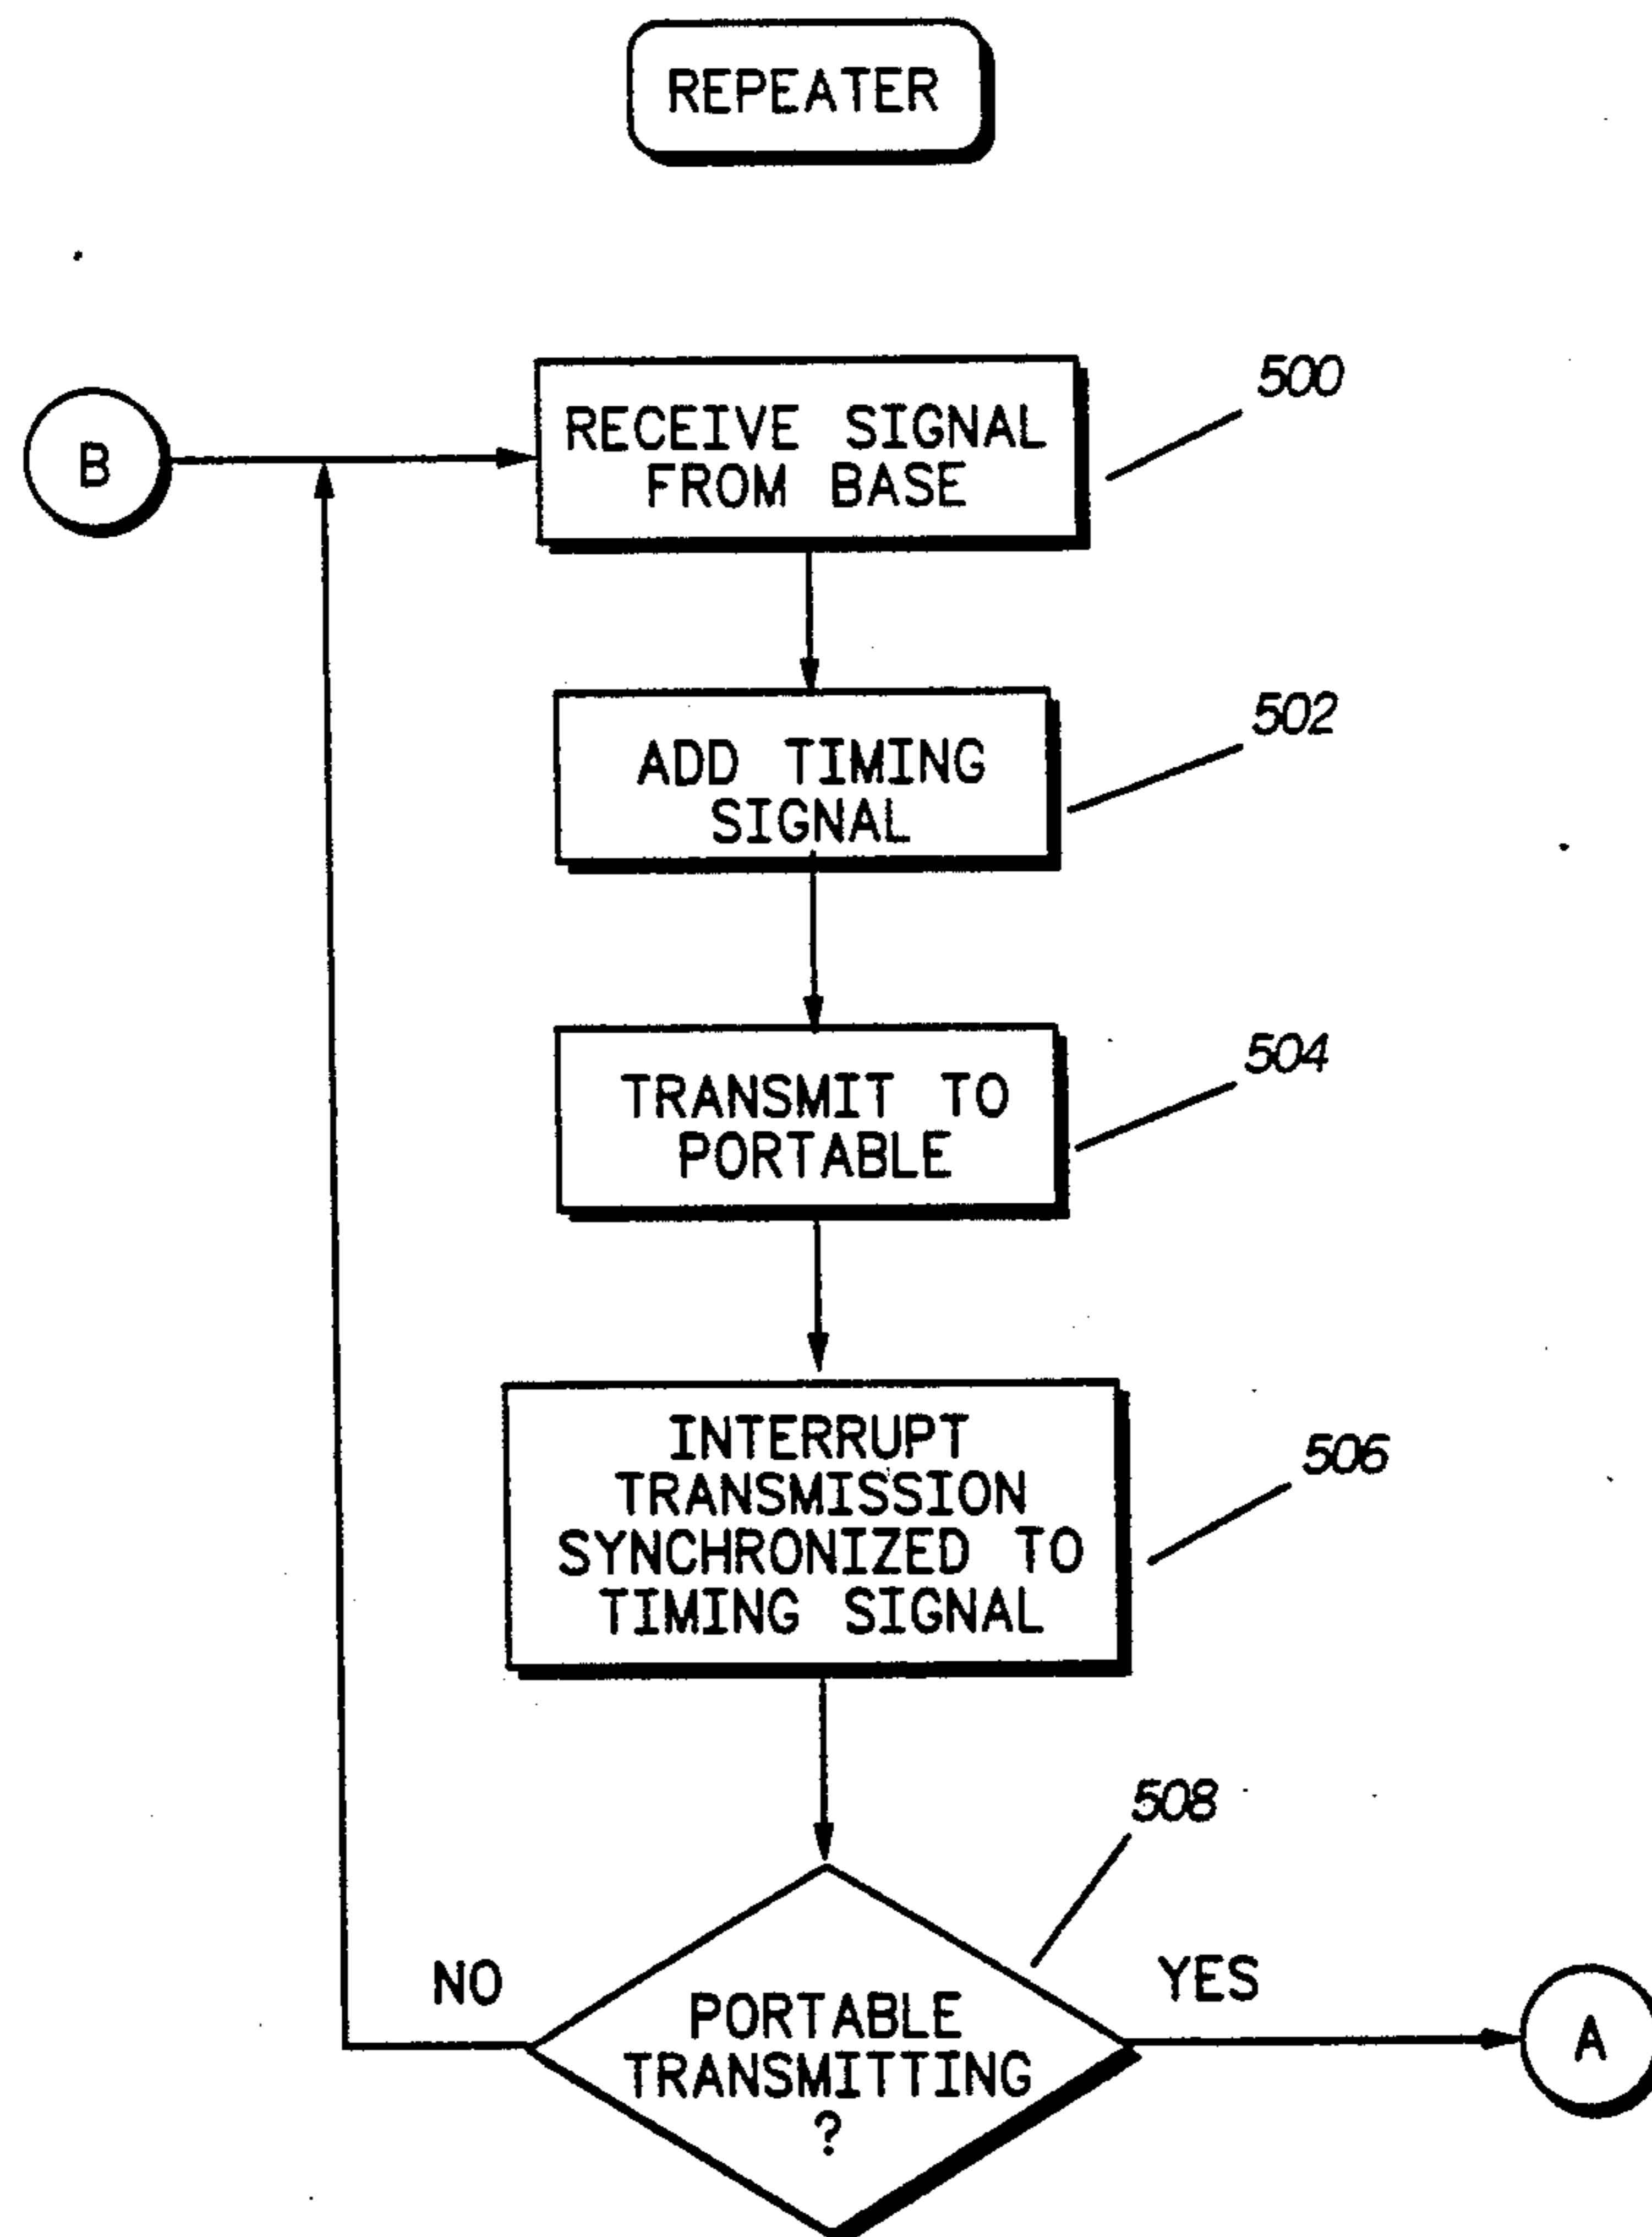 REPEATER
500
B
RECEIVE SIGNAL
FROM BASE
502
ADD TIMING
SIGNAL
504
TRANSMIT TO
PORTABLE
INTERRUPT
TRANSMISSION
SYNCHRONIZED TO
TIMING SIGNAL
506
508
NO
YES
PORTABLE
TRANSMITTING
?
A